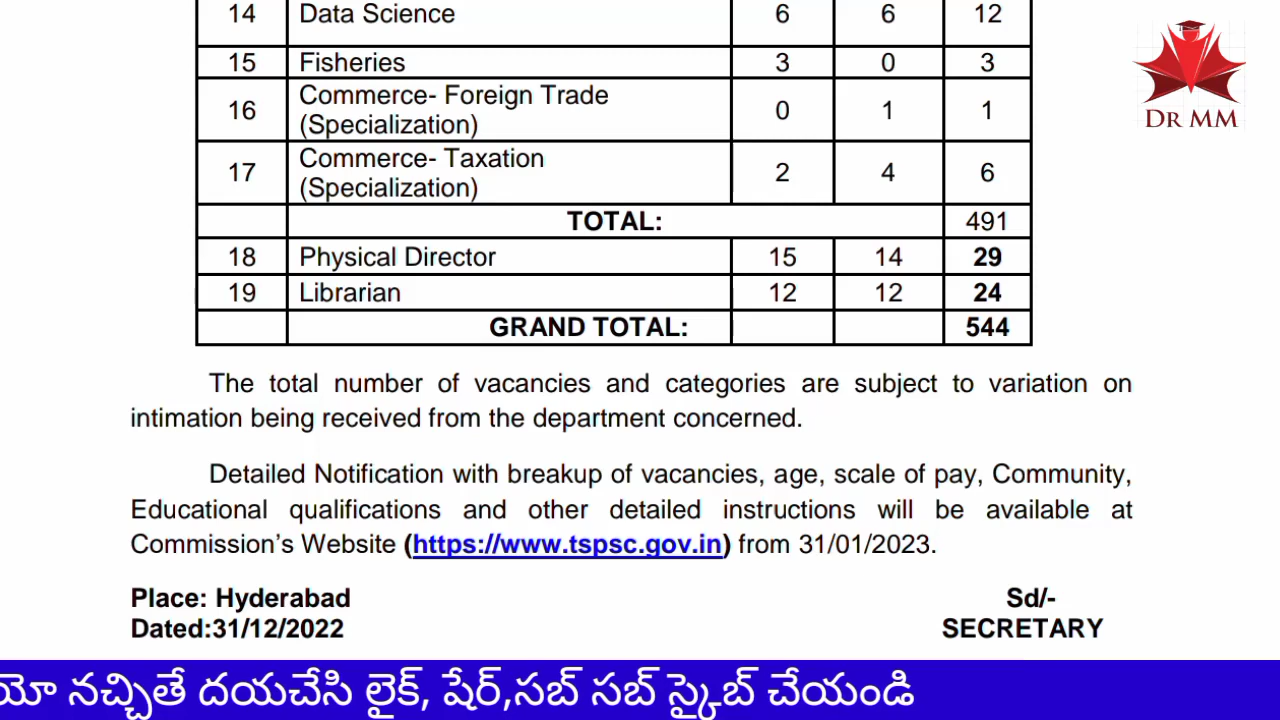 14 Data Science 6 6 12
DR MM
15 Fisheries 3 0 3
16 Commerce- Foreign Trade (Specialization) 0 1 1
17 Commerce- Taxation (Specialization) 2 4 6
TOTAL: 491
18 Physical Director 15 14 29
19 Librarian 12 12 24
GRAND TOTAL: 544
The total number of vacancies and categories are subject to variation on
intimation being received from the department concerned.
Detailed Notification with breakup of vacancies, age, scale of pay, Community,
Educational qualifications and other detailed instructions will be available at
Commission's Website (https://www.tspsc.gov.in) from 31/01/2023.
Place: Hyderabad Sd/-
Dated:31/12/2022 SECRETARY
యో నచ్చితే దయచేసి లైక్, షేర్,సబ్ సబ్ స్క్రైబ్ చేయండి